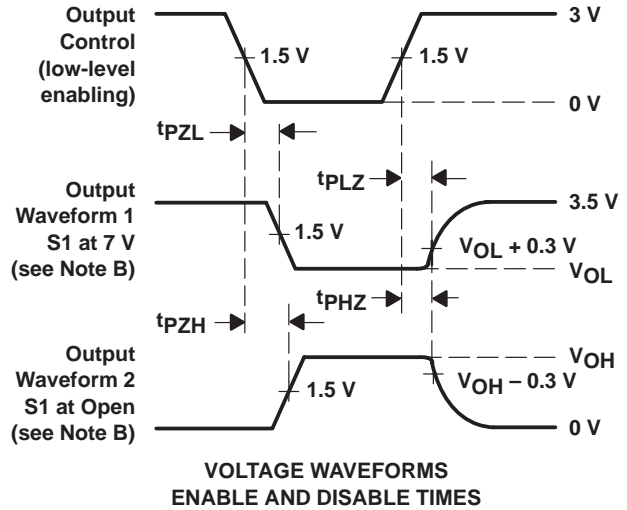 Output
Control
(low-level
enabling)
3 V
1.5 V
1.5 V
0 V
tPZL
tPLZ
Output
Waveform 1
S1 at 7 V
(see Note B)
3.5 V
1.5 V
VOL + 0.3 V
VOL
tPHZ
tPZH
Output
Waveform 2
S1 at Open
(see Note B)
VOH
1.5 V
VOH – 0.3 V
0 V
VOLTAGE WAVEFORMS
ENABLE AND DISABLE TIMES